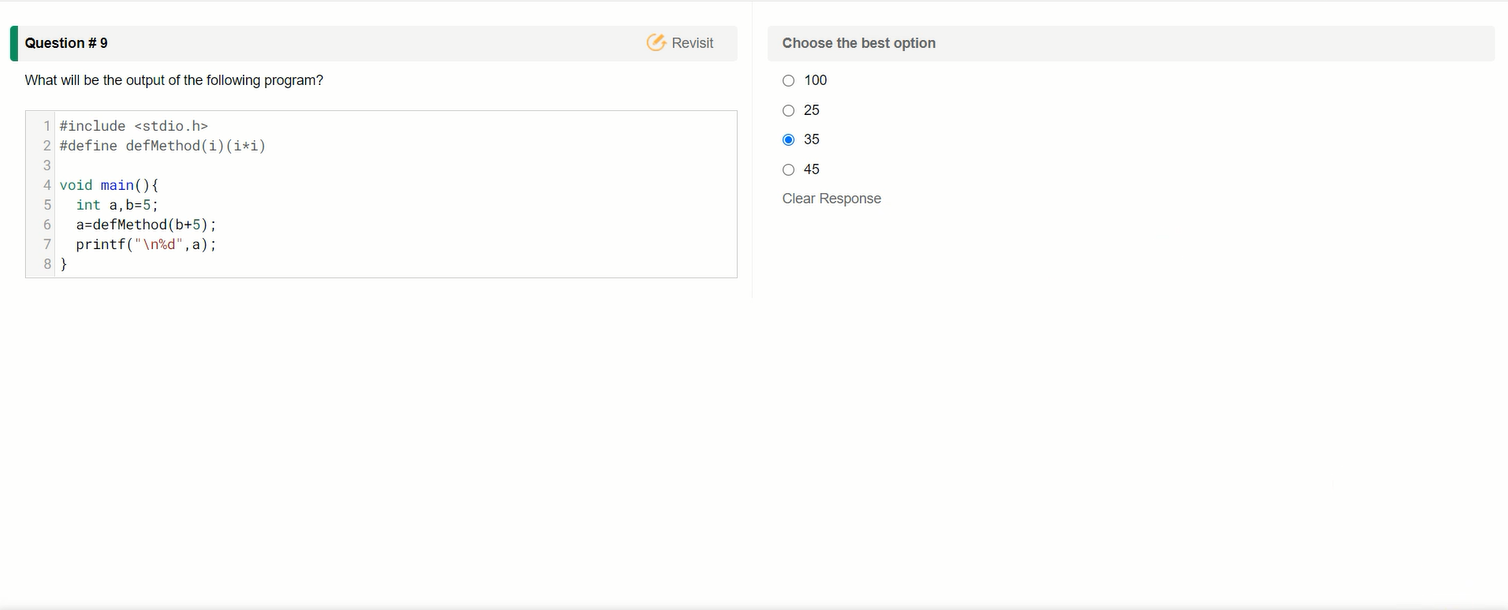 Question # 9
Revisit
What will be the output of the following program?
1 #include <stdio.h>
2 #define defMethod(i)(i*i)
3
4 void main(){
5   int a,b=5;
6   a=defMethod(b+5);
7   printf("\n%d",a);
8 }
Choose the best option
100
25
35
45
Clear Response